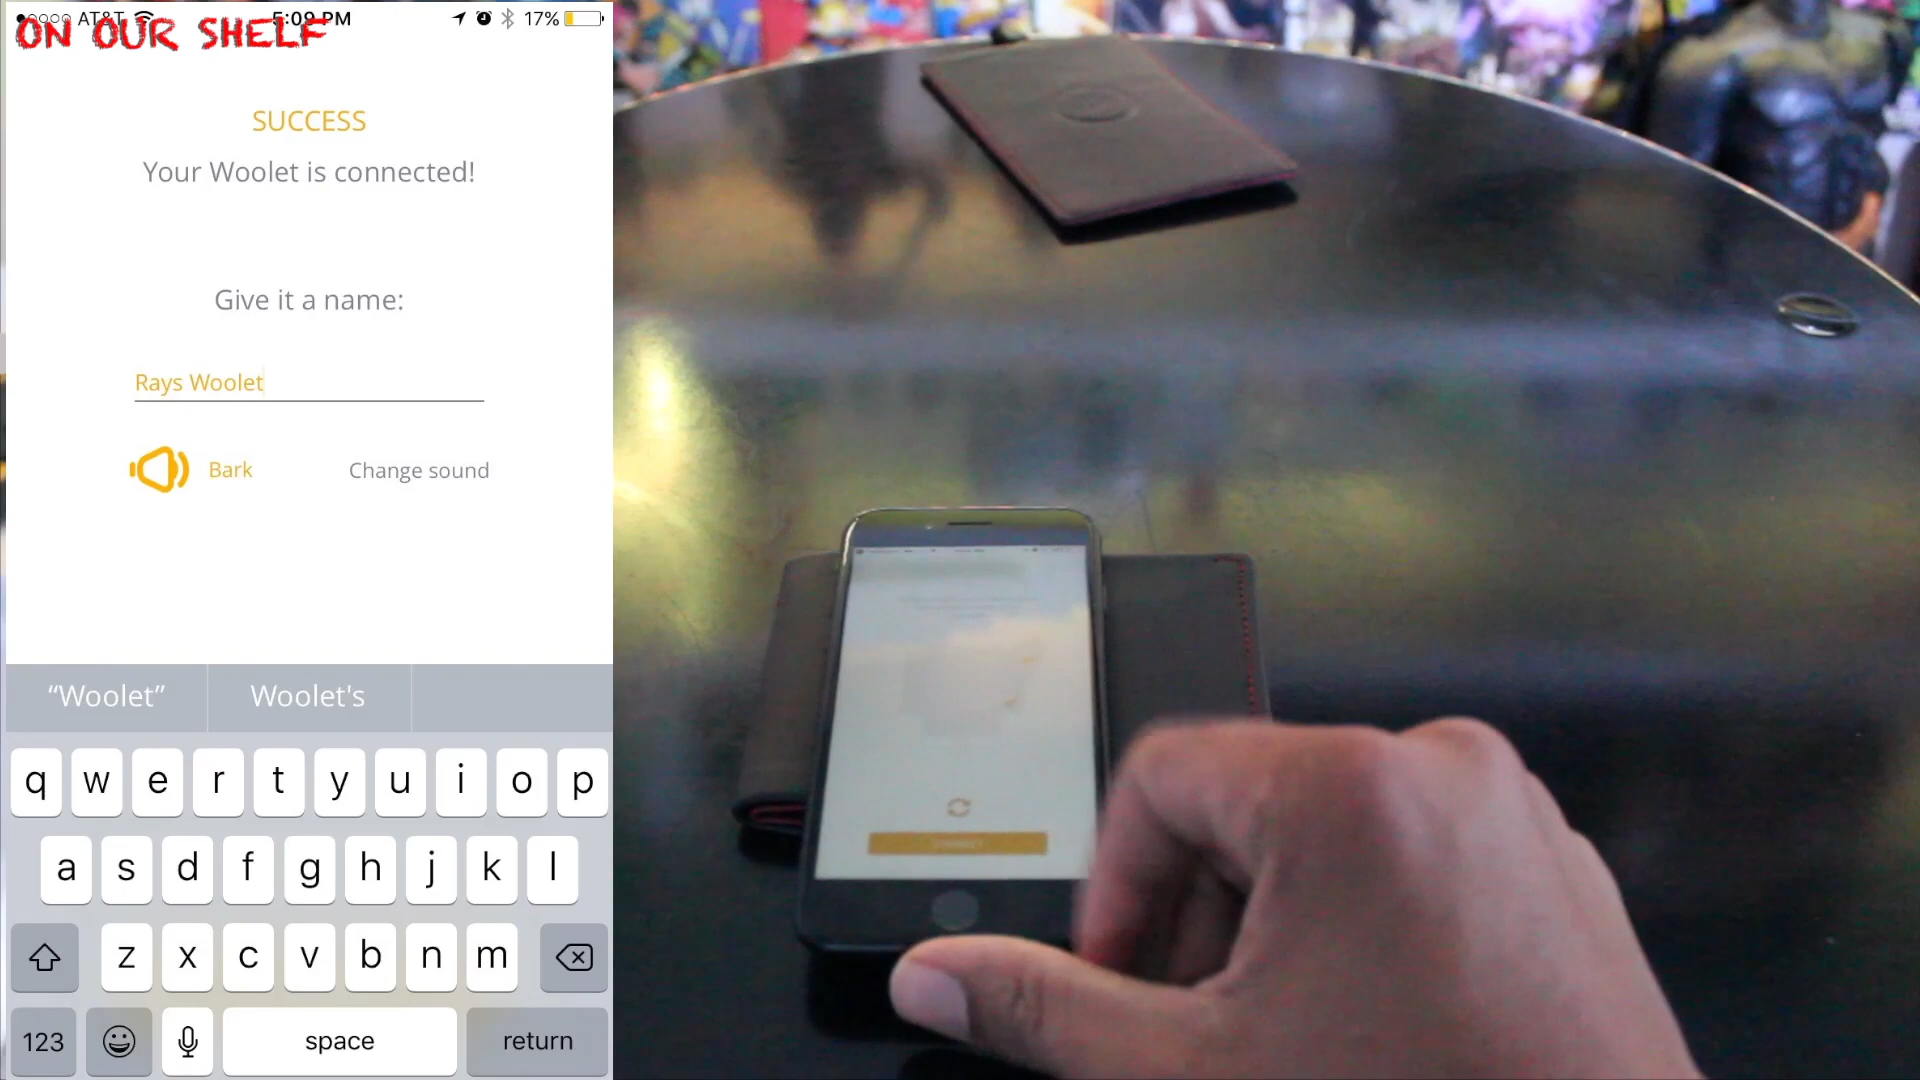 ON OUR SHELF
AT&T 5:09 PM 17%
SUCCESS
Your Woolet is connected!
Give it a name:
Rays Woolet
Bark Change sound
“Woolet” Woolet's
q w e r t y u i o p
a s d f g h j k l
z x c v b n m
123 space return